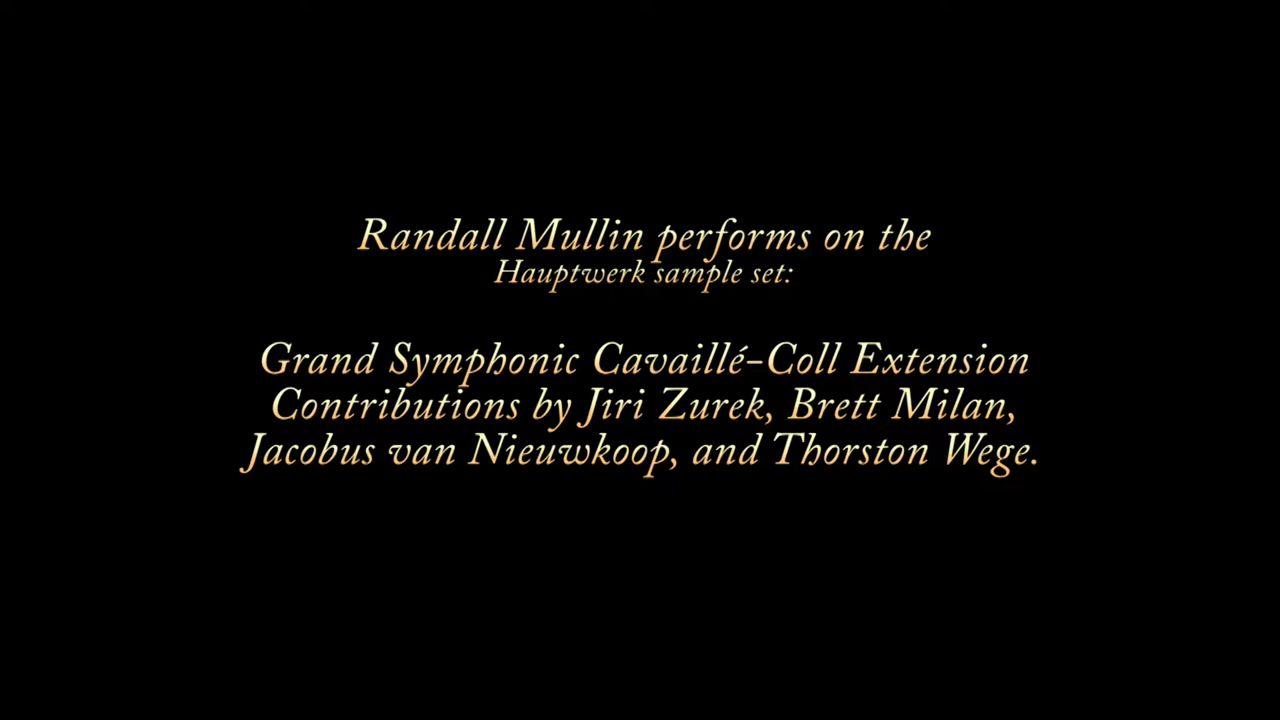 Randall Mullin performs on the
Hauptwerk sample set:
Grand Symphonic Cavaillé-Coll Extension
Contributions by Jiri Zurek, Brett Milan,
Jacobus van Nieuwkoop, and Thorston Wege.